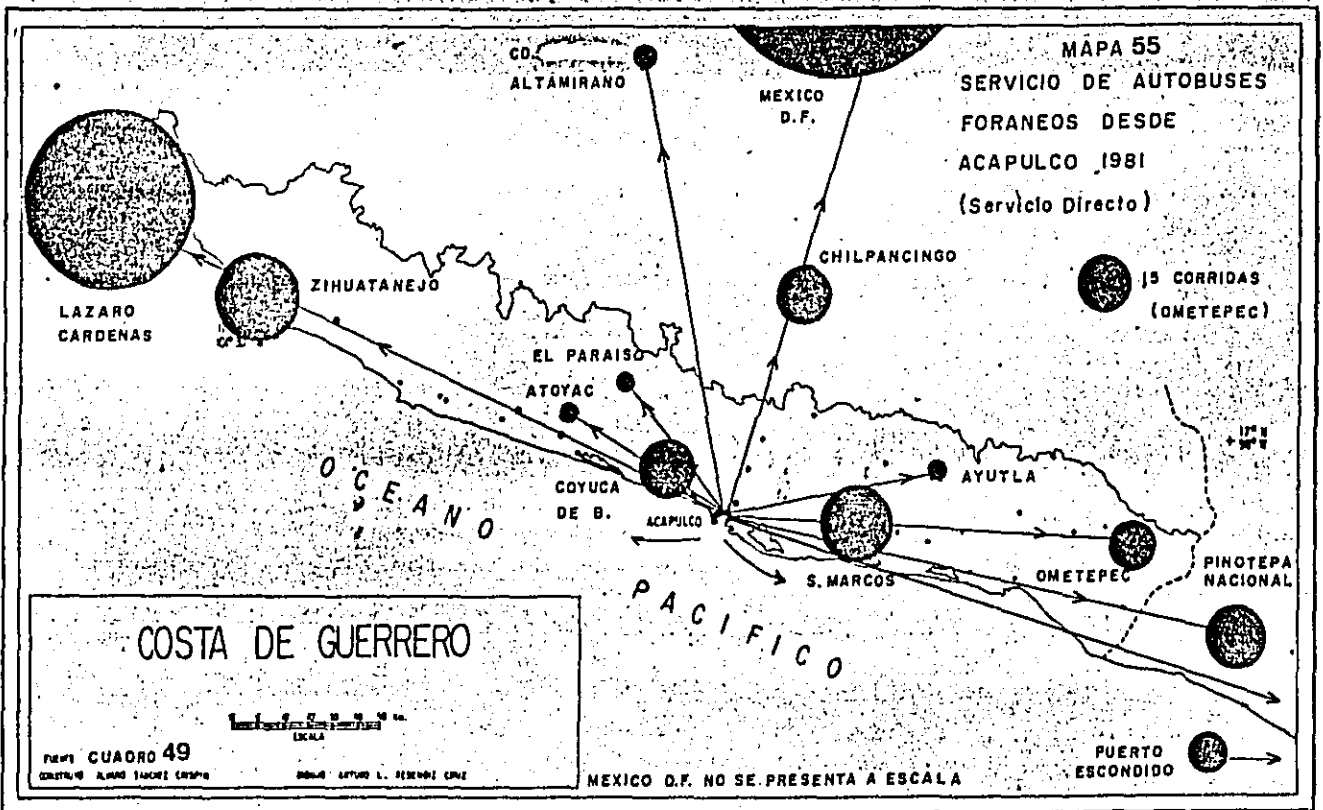 MAPA 55
SERVICIO DE AUTOBUSES
FORANEOS DESDE
ACAPULCO 1981
(Servicio Directo)
CD.
ALTAMIRANO
MEXICO
D.F.
CHILPANCINGO
15 CORRIDAS
(OMETEPEC)
LAZARO
CARDENAS
ZIHUATANEJO
EL PARAISO
ATOYAC
COYUCA
DE B.
ACAPULCO
AYUTLA
S. MARCOS
OMETEPEC
PINOTEPA
NACIONAL
OCEANO
PACIFICO
COSTA DE GUERRERO
ESCALA
CUADRO 49
PUERTO
ESCONDIDO
MEXICO D.F. NO SE PRESENTA A ESCALA